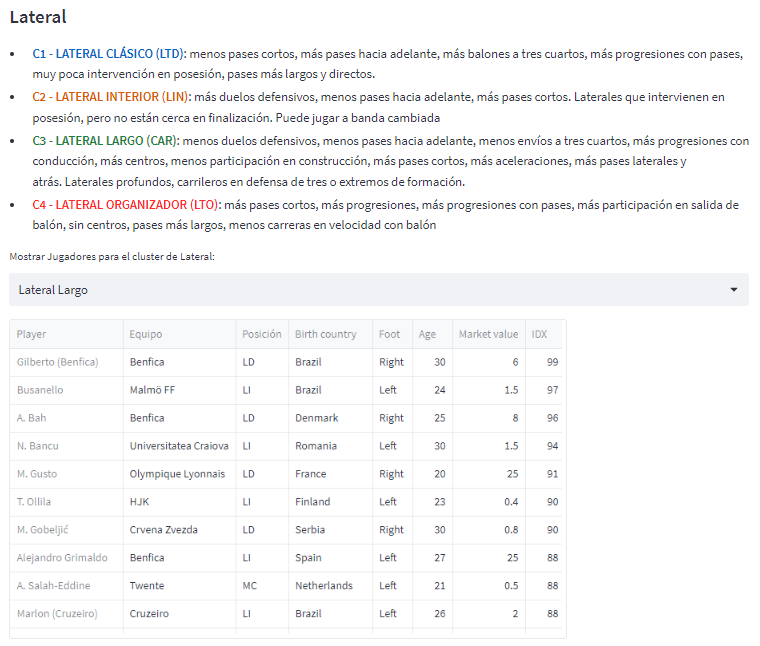 Lateral
C1 - LATERAL CLÁSICO (LTD): menos pases cortos, más pases hacia adelante, más balones a tres cuartos, más progresiones con pases,
muy poca intervención en posesión, pases más largos y directos.
C2 - LATERAL INTERIOR (LIN): más duelos defensivos, menos pases hacia adelante, más pases cortos. Laterales que intervienen en
posesión, pero no están cerca en finalización. Puede jugar a banda cambiada
C3 - LATERAL LARGO (CAR): menos duelos defensivos, menos pases hacia adelante, menos envíos a tres cuartos, más progresiones con
conducción, más centros, menos participación en construcción, más pases cortos, más aceleraciones, más pases laterales y
atrás. Laterales profundos, carrileros en defensa de tres o extremos de formación.
C4 - LATERAL ORGANIZADOR (LTO): más pases cortos, más progresiones, más progresiones con pases, más participación en salida de
balón, sin centros, pases más largos, menos carreras en velocidad con balón
Mostrar Jugadores para el cluster de Lateral:
Lateral Largo
Player Equipo Posición Birth country Foot Age Market value IDX
Gilberto (Benfica) Benfica LD Brazil Right 30 6 99
Busanello Malmö FF LI Brazil Left 24 1.5 97
A. Bah Benfica LD Denmark Right 25 8 96
N. Bancu Universitatea Craiova LI Romania Left 30 1.5 94
M. Gusto Olympique Lyonnais LD France Right 20 25 91
T. Ollila HJK LI Finland Left 23 0.4 90
M. Gobeljić Crvena Zvezda LD Serbia Right 30 0.8 90
Alejandro Grimaldo Benfica LI Spain Left 27 25 88
A. Salah-Eddine Twente MC Netherlands Left 21 0.5 88
Marlon (Cruzeiro) Cruzeiro LI Brazil Left 26 2 88